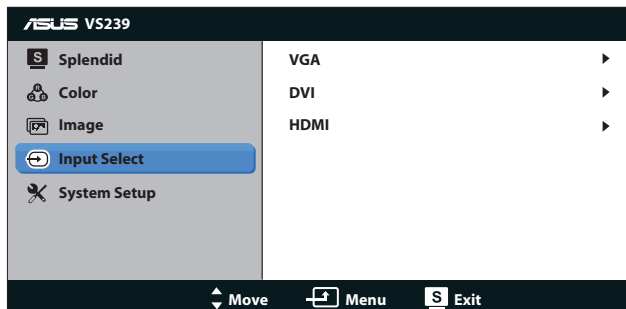 ASUS VS239
S Splendid
Color
Image
Input Select
System Setup
VGA
DVI
HDMI
Move Menu S Exit